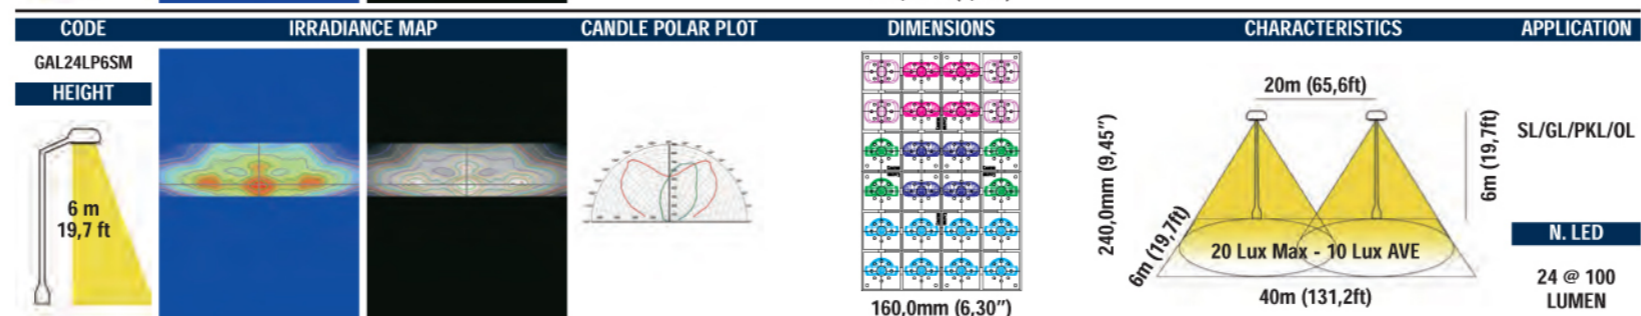 CODE
IRRADIANCE MAP
CANDLE POLAR PLOT
DIMENSIONS
CHARACTERISTICS
APPLICATION
GAL24LP6SM
HEIGHT
6 m
19,7 ft
160,0mm (6,30”)
240,0mm (9,45”)
20m (65,6ft)
6m (19,7ft)
6m (19,7ft)
20 Lux Max - 10 Lux AVE
40m (131,2ft)
SL/GL/PKL/OL
N. LED
24 @ 100
LUMEN